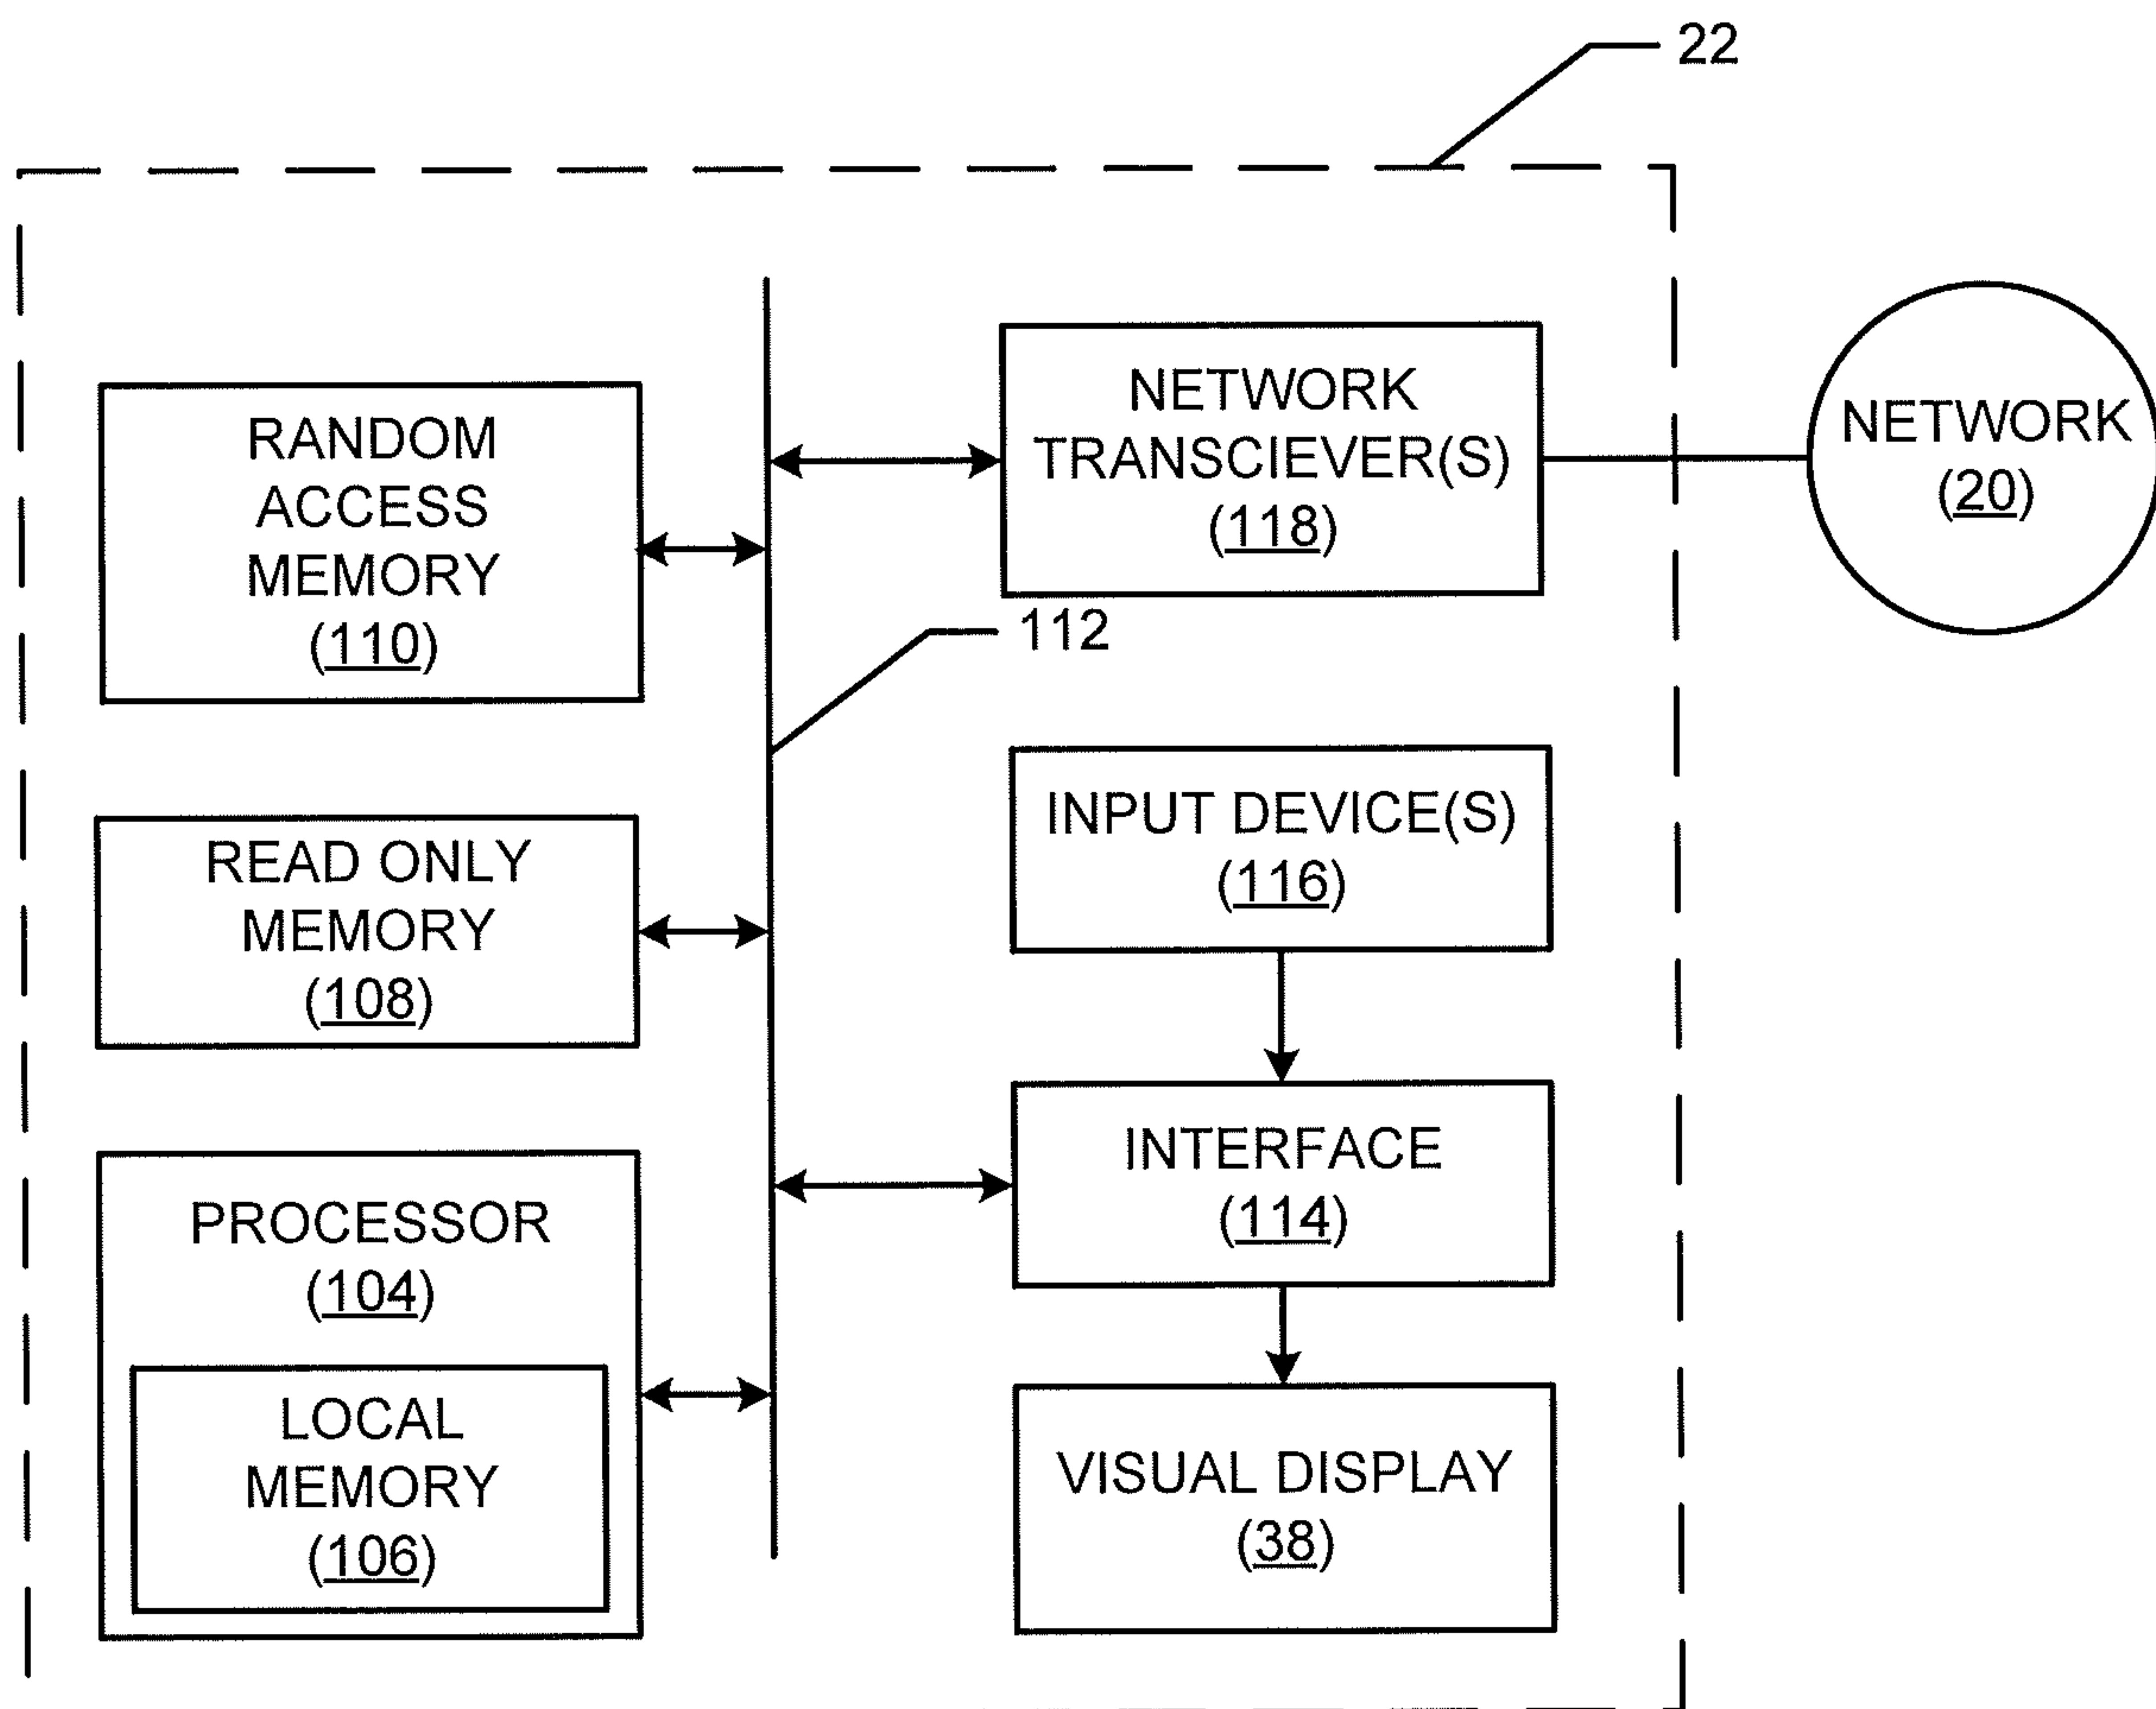 22
RANDOM
ACCESS
MEMORY
(110)
NETWORK
TRANSCIEVER(S)
(118)
NETWORK
(20)
112
READ ONLY
MEMORY
(108)
INPUT DEVICE(S)
(116)
PROCESSOR
(104)
LOCAL
MEMORY
(106)
INTERFACE
(114)
VISUAL DISPLAY
(38)